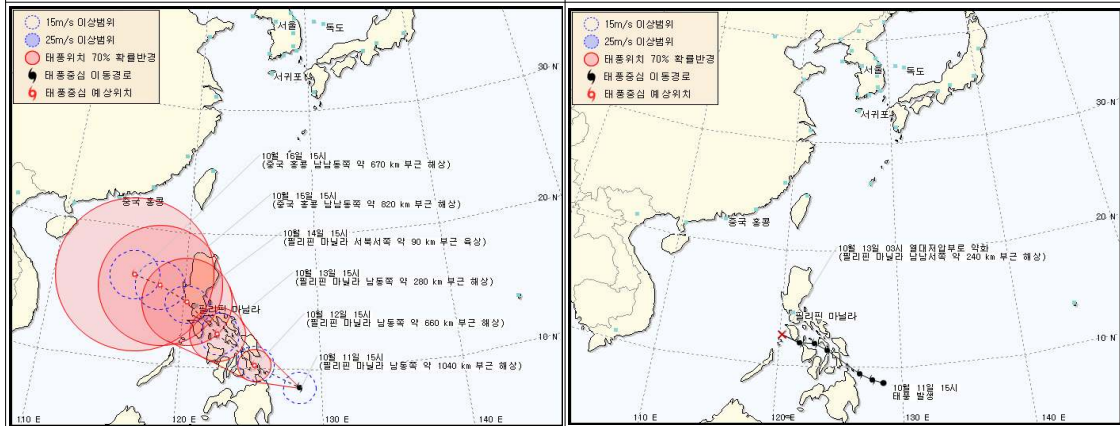 15m/s 이상범위
25m/s 이상범위
태풍위치 70% 확률반경
태풍중심 이동경로
태풍중심 예상위치
서울
독도
서귀포
30 N
10월 16일 15시
(중국 홍콩 남남동쪽 약 670 km 부근 해상)
10월 15일 15시
(중국 홍콩 남남동쪽 약 820 km 부근 해상)
중국 홍콩
20 N
10월 14일 15시
(필리핀 마닐라 서북서쪽 약 90 km 부근 육상)
10월 13일 15시
(필리핀 마닐라 남동쪽 약 280 km 부근 해상)
필리핀 마닐라
10월 12일 15시
(필리핀 마닐라 남동쪽 약 660 km 부근 해상)
10 N
10월 11일 15시
(필리핀 마닐라 남동쪽 약 1040 km 부근 해상)
110 E
120 E
130 E
140 E
15m/s 이상범위
25m/s 이상범위
태풍위치 70% 확률반경
태풍중심 이동경로
태풍중심 예상위치
서울
독도
서귀포
30 N
20 N
중국 홍콩
10월 13일 03시 열대저압부로 약화
(필리핀 마닐라 남남서쪽 약 240 km 부근 해상)
필리핀 마닐라
10 N
10월 11일 15시
태풍 발생
110 E
120 E
130 E
140 E